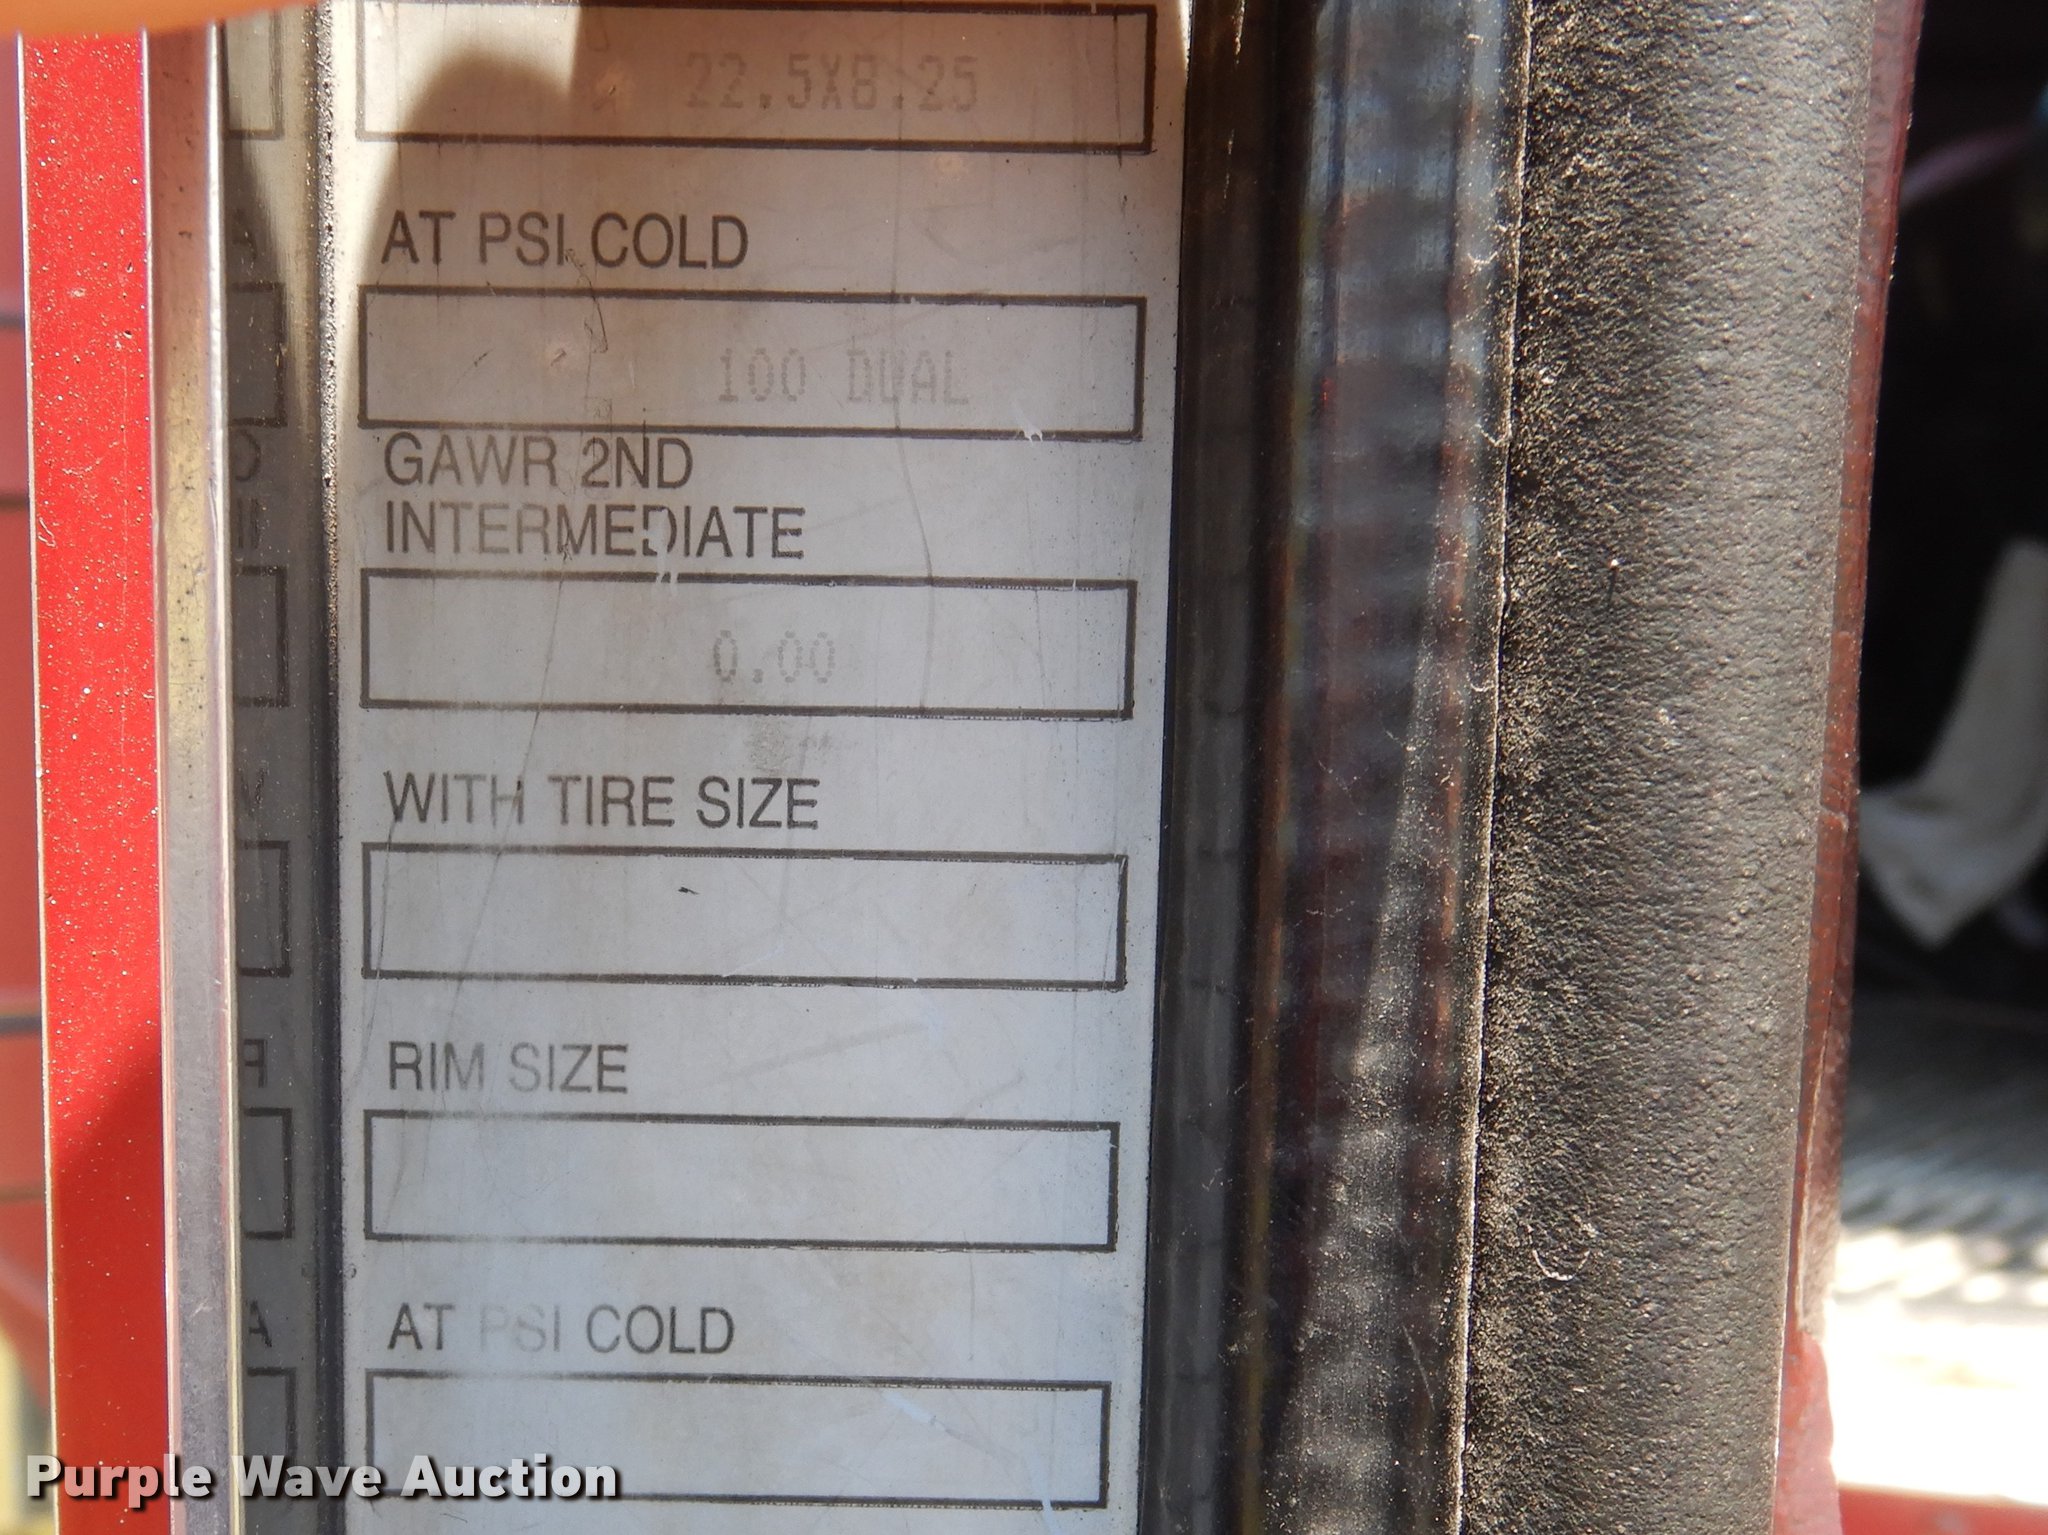 22.5X8.25
AT PSI COLD
100 DUAL
GAWR 2ND
INTERMEDIATE
0.00
WITH TIRE SIZE
RIM SIZE
AT PSI COLD
Purple Wave Auction